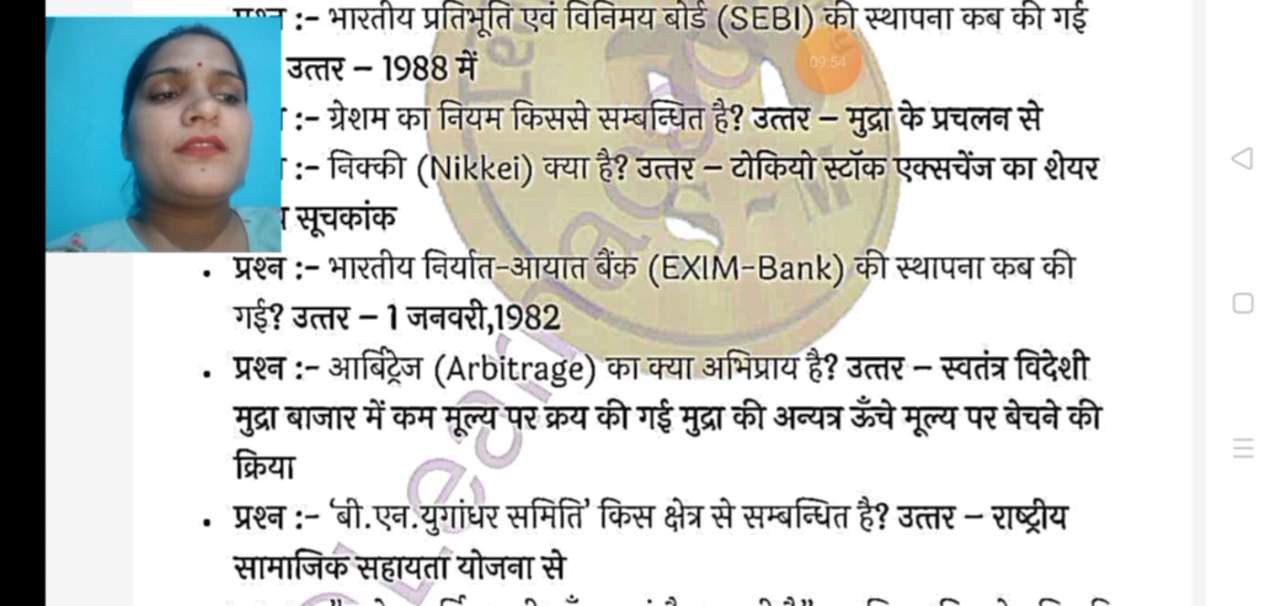 :- भारतीय प्रतिभूति एवं विनिमय बोर्ड (SEBI) की स्थापना कब की गई
उत्तर – 1988 में
09:54
:- ग्रेशम का नियम किससे सम्बन्धित है? उत्तर – मुद्रा के प्रचलन से
:- निक्की (Nikkei) क्या है? उत्तर – टोकियो स्टॉक एक्सचेंज का शेयर
सूचकांक
• प्रश्न :- भारतीय निर्यात-आयात बैंक (EXIM-Bank) की स्थापना कब की
गई? उत्तर – 1 जनवरी,1982
• प्रश्न :- आर्बिट्रेज (Arbitrage) का क्या अभिप्राय है? उत्तर – स्वतंत्र विदेशी
मुद्रा बाजार में कम मूल्य पर क्रय की गई मुद्रा की अन्यत्र ऊँचे मूल्य पर बेचने की
क्रिया
• प्रश्न :- ‘बी.एन.युगांधर समिति’ किस क्षेत्र से सम्बन्धित है? उत्तर – राष्ट्रीय
सामाजिक सहायता योजना से